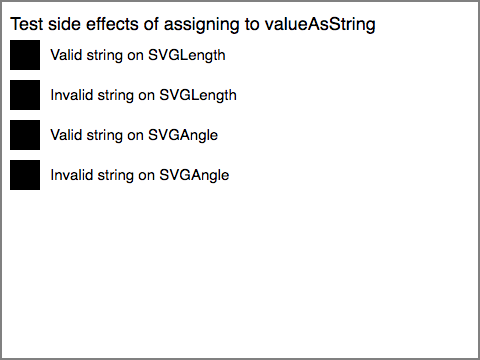 Test side effects of assigning to valueAsString
Valid string on SVGLength
Invalid string on SVGLength
Valid string on SVGAngle
Invalid string on SVGAngle